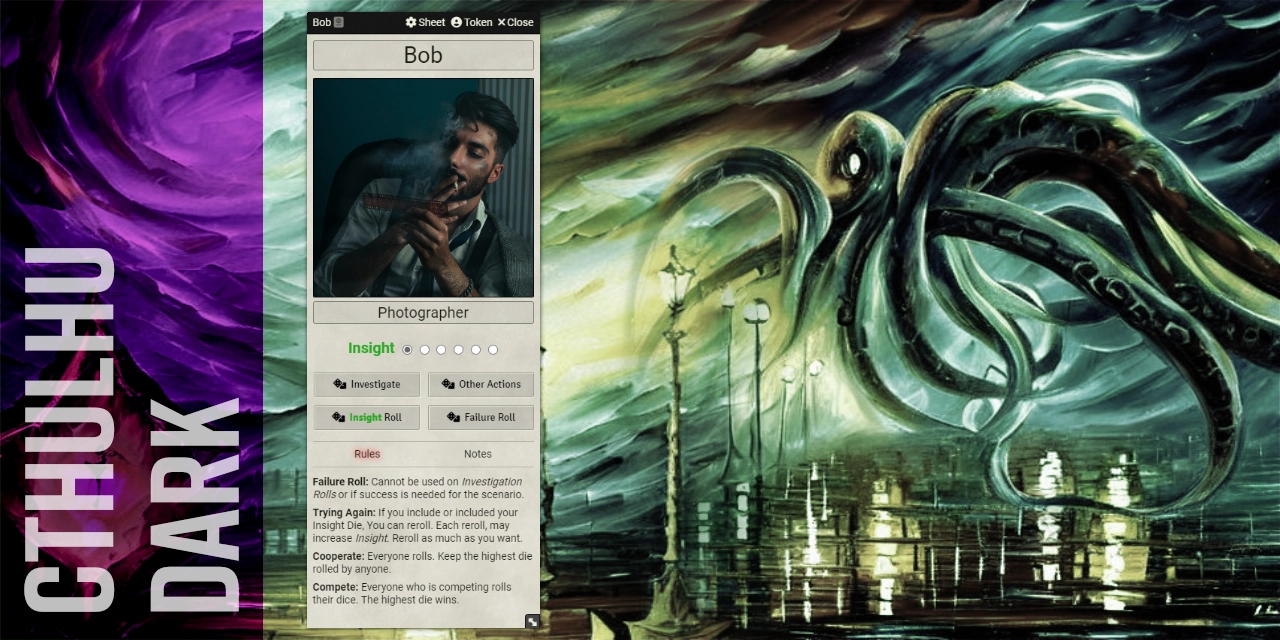 CTHULHU
DARK
Bob
Sheet Token Close
Bob
Photographer
Insight
Investigate
Other Actions
Insight Roll
Failure Roll
Rules
Notes
Failure Roll: Cannot be used on Investigation
Rolls or if success is needed for the scenario.
Trying Again: If you include or included your
Insight Die, You can reroll. Each reroll, may
increase Insight. Reroll as much as you want.
Cooperate: Everyone rolls. Keep the highest die
rolled by anyone.
Compete: Everyone who is competing rolls
their dice. The highest die wins.